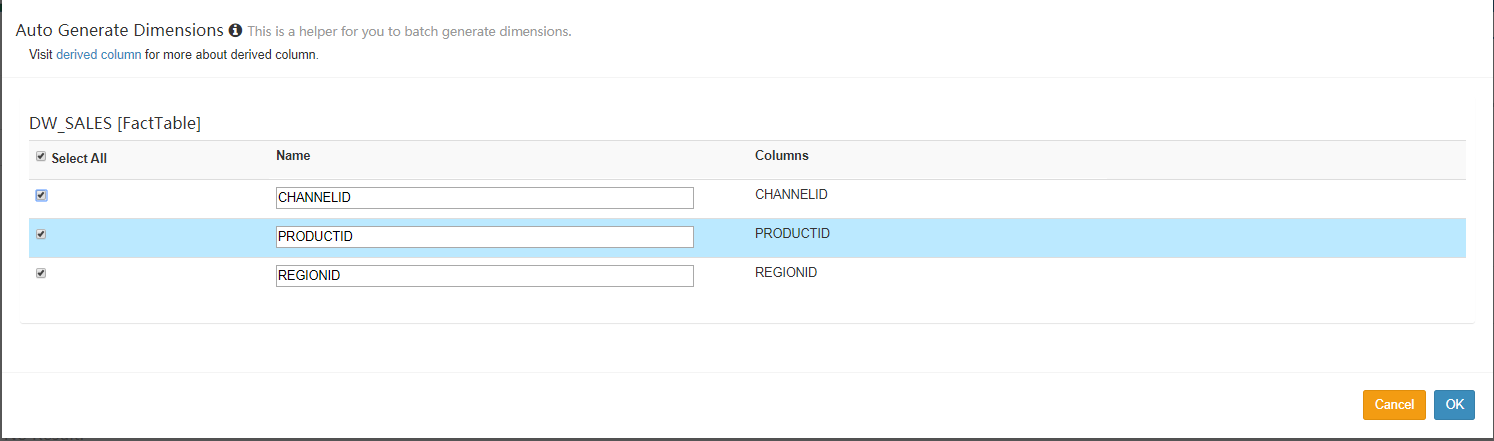 Auto Generate Dimensions This is a helper for you to batch generate dimensions.
Visit derived column for more about derived column.
DW_SALES [FactTable]
Select All Name Columns
CHANNELID CHANNELID
PRODUCTID PRODUCTID
REGIONID REGIONID
Cancel OK